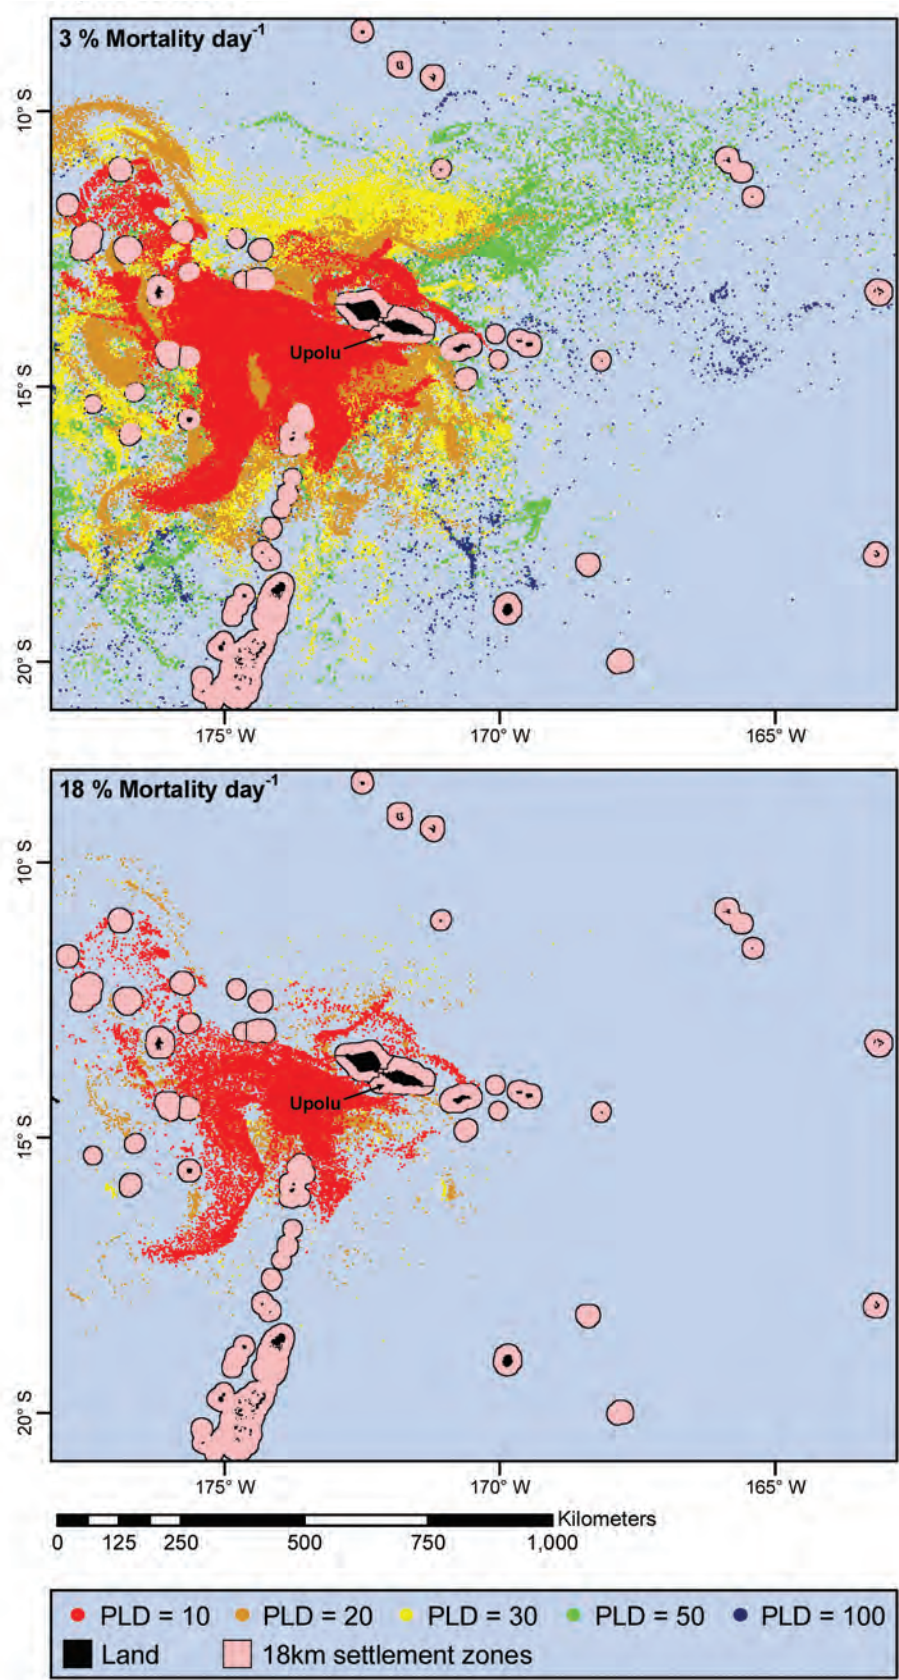 3 % Mortality day⁻¹
10° S
Upolu
15° S
20° S
175° W 170° W 165° W
18 % Mortality day⁻¹
10° S
Upolu
15° S
20° S
175° W 170° W 165° W
Kilometers
0 125 250 500 750 1,000
PLD = 10 PLD = 20 PLD = 30 PLD = 50 PLD = 100
Land 18km settlement zones